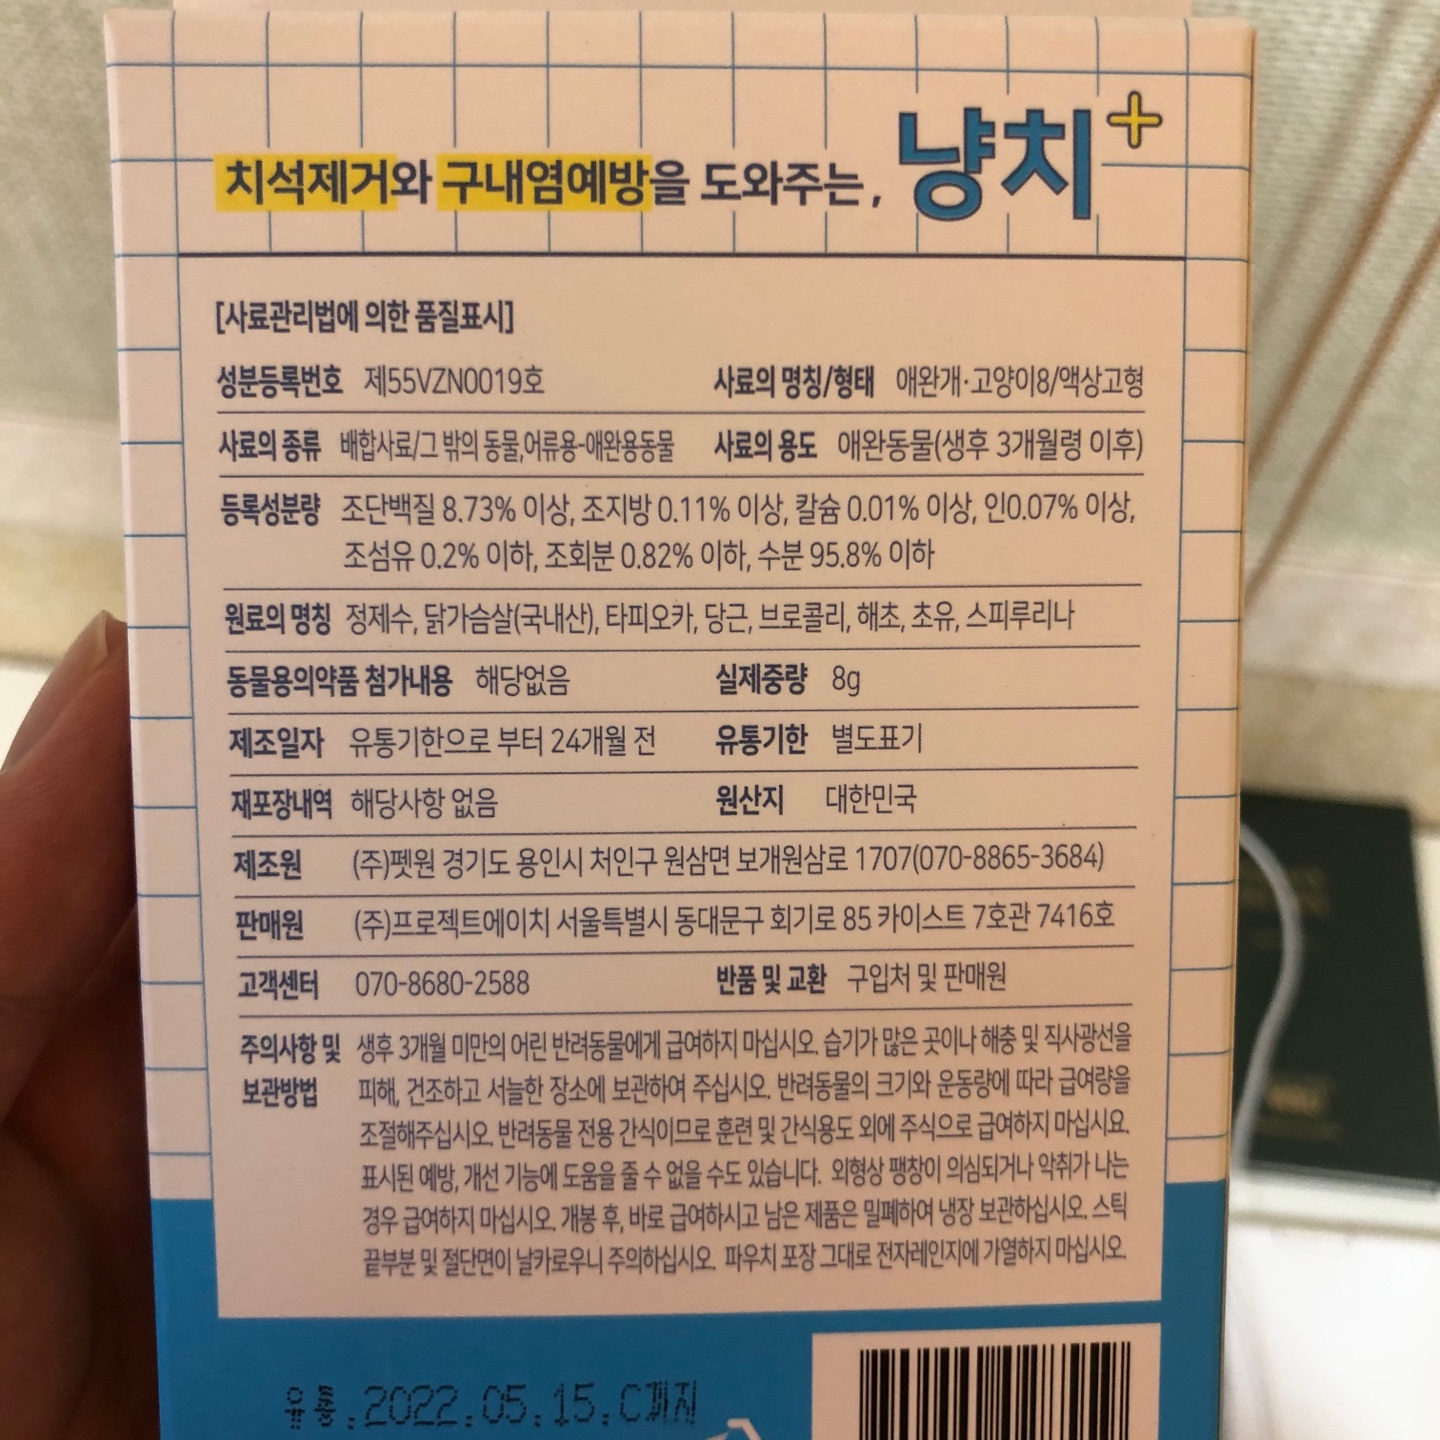 치석제거와 구내염예방을 도와주는, 냥치+
[사료관리법에 의한 품질표시]
성분등록번호 제55VZN0019호 사료의 명칭/형태 애완개·고양이8/액상고형
사료의 종류 배합사료/그 밖의 동물,어류용-애완용동물 사료의 용도 애완동물(생후 3개월령 이후)
등록성분량 조단백질 8.73% 이상, 조지방 0.11% 이상, 칼슘 0.01% 이상, 인0.07% 이상,
조섬유 0.2% 이하, 조회분 0.82% 이하, 수분 95.8% 이하
원료의 명칭 정제수, 닭가슴살(국내산), 타피오카, 당근, 브로콜리, 해초, 초유, 스피루리나
동물용의약품 첨가내용 해당없음 실제중량 8g
제조일자 유통기한으로 부터 24개월 전 유통기한 별도표기
재포장내역 해당사항 없음 원산지 대한민국
제조원 (주)펫원 경기도 용인시 처인구 원삼면 보개원삼로 1707(070-8865-3684)
판매원 (주)프로젝트에이치 서울특별시 동대문구 회기로 85 카이스트 7호관 7416호
고객센터 070-8680-2588 반품 및 교환 구입처 및 판매원
주의사항 및 생후 3개월 미만의 어린 반려동물에게 급여하지 마십시오. 습기가 많은 곳이나 해충 및 직사광선을
보관방법 피해, 건조하고 서늘한 장소에 보관하여 주십시오. 반려동물의 크기와 운동량에 따라 급여량을
조절해주십시오. 반려동물 전용 간식이므로 훈련 및 간식용도 외에 주식으로 급여하지 마십시요.
표시된 예방, 개선 기능에 도움을 줄 수 없을 수도 있습니다. 외형상 팽창이 의심되거나 악취가 나는
경우 급여하지 마십시오. 개봉 후, 바로 급여하시고 남은 제품은 밀폐하여 냉장 보관하십시오. 스틱
끝부분 및 절단면이 날카로우니 주의하십시오. 파우치 포장 그대로 전자레인지에 가열하지 마십시오.
유통.2022.05.15.C까지